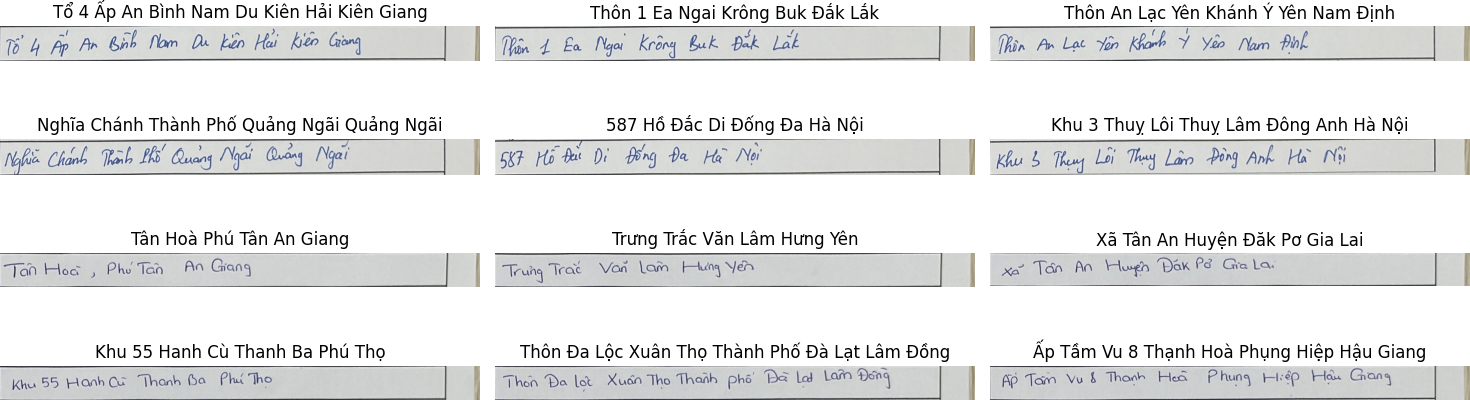 Tổ 4 Ấp An Bình Nam Du Kiên Hải Kiên Giang
Tổ 4 Ấp An Bình Nam Du Kiên Hải Kiên Giang
Thôn 1 Ea Ngai Krông Buk Đắk Lắk
Thôn 1 Ea Ngai Krông Buk Đắk Lắk
Thôn An Lạc Yên Khánh Ý Yên Nam Định
Thôn An Lạc Yên Khánh Ý Yên Nam Định
Nghĩa Chánh Thành Phố Quảng Ngãi Quảng Ngãi
Nghĩa Chánh Thành Phố Quảng Ngãi Quảng Ngãi
587 Hồ Đắc Di Đống Đa Hà Nội
587 Hồ Đắc Di Đống Đa Hà Nội
Khu 3 Thuỵ Lôi Thuỵ Lâm Đông Anh Hà Nội
Khu 3 Thụy Lôi Thụy Lâm Đông Anh Hà Nội
Tân Hoà Phú Tân An Giang
Tân Hoà , Phú Tân An Giang
Trưng Trắc Văn Lâm Hưng Yên
Trưng Trắc Văn Lâm Hưng Yên
Xã Tân An Huyện Đăk Pơ Gia Lai
Xã Tân An Huyện Đăk Pơ Gia Lai
Khu 55 Hanh Cù Thanh Ba Phú Thọ
Khu 55 Hanh Cù Thanh Ba Phú Thọ
Thôn Đa Lộc Xuân Thọ Thành Phố Đà Lạt Lâm Đồng
Thôn Đa Lộc Xuân Thọ Thành phố Đà Lạt Lâm Đồng
Ấp Tầm Vu 8 Thạnh Hoà Phụng Hiệp Hậu Giang
Ấp Tầm Vu 8 Thạnh Hoà Phụng Hiệp Hậu Giang